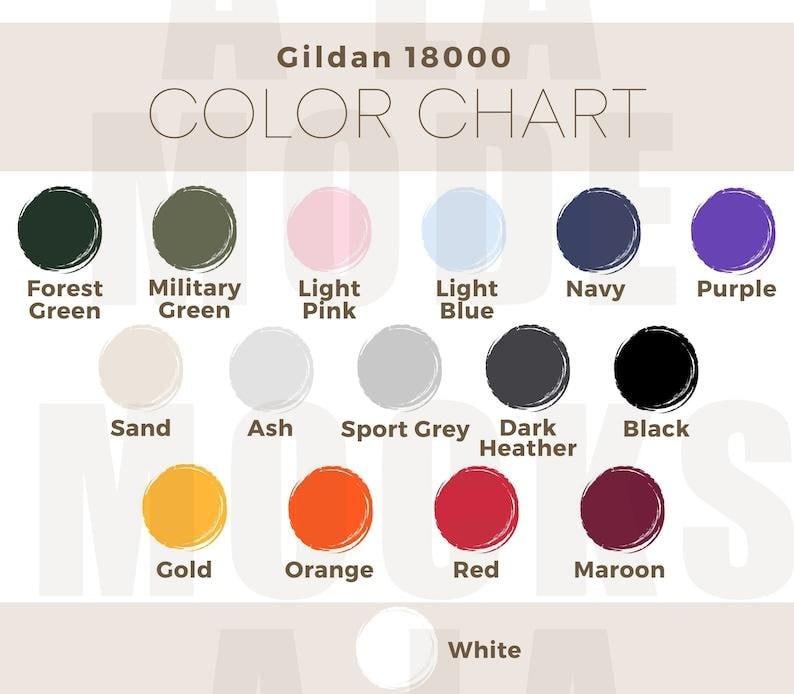 Gildan 18000
COLOR CHART
Forest
Green
Military
Green
Light
Pink
Light
Blue
Navy
Purple
Sand
Ash
Sport Grey
Dark
Heather
Black
Gold
Orange
Red
Maroon
White
A LA
MODE
MOCKS
A LA